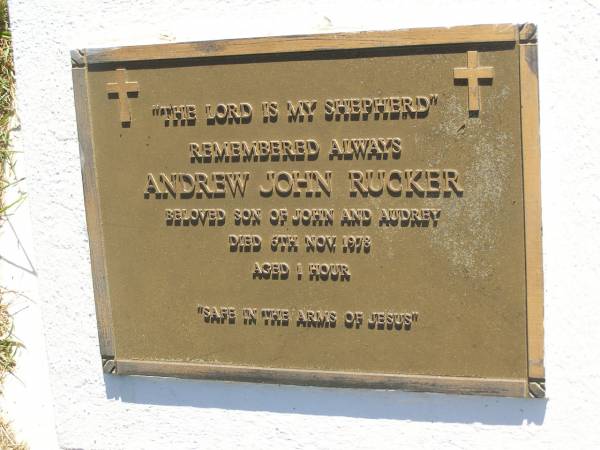 "THE LORD IS MY SHEPHERD"
REMEMBERED ALWAYS
ANDREW JOHN RUCKER
BELOVED SON OF JOHN AND AUDREY
DIED 6TH NOV. 1978
AGED 1 HOUR
"SAFE IN THE ARMS OF JESUS"